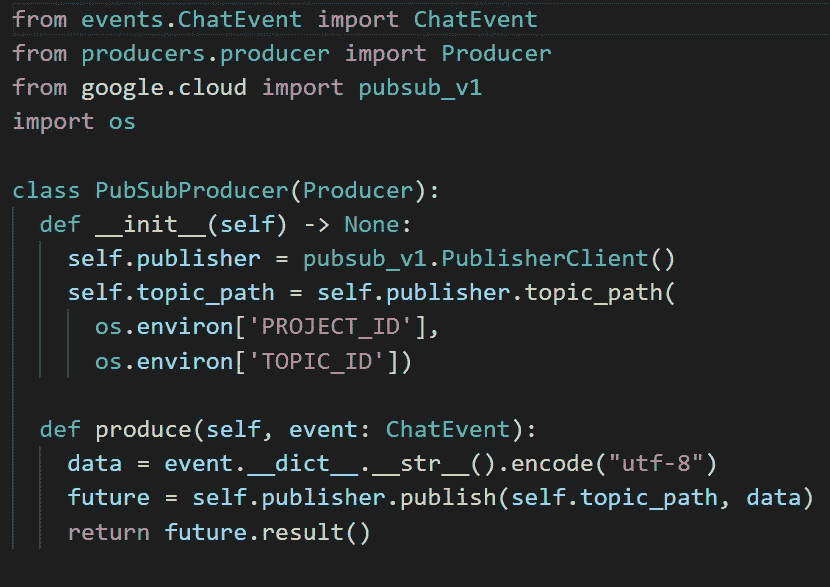 from events.ChatEvent import ChatEvent
from producers.producer import Producer
from google.cloud import pubsub_v1
import os
class PubSubProducer(Producer):
def __init__(self) -> None:
self.publisher = pubsub_v1.PublisherClient()
self.topic_path = self.publisher.topic_path(
os.environ['PROJECT_ID'],
os.environ['TOPIC_ID'])
def produce(self, event: ChatEvent):
data = event.__dict__.__str__().encode("utf-8")
future = self.publisher.publish(self.topic_path, data)
return future.result()